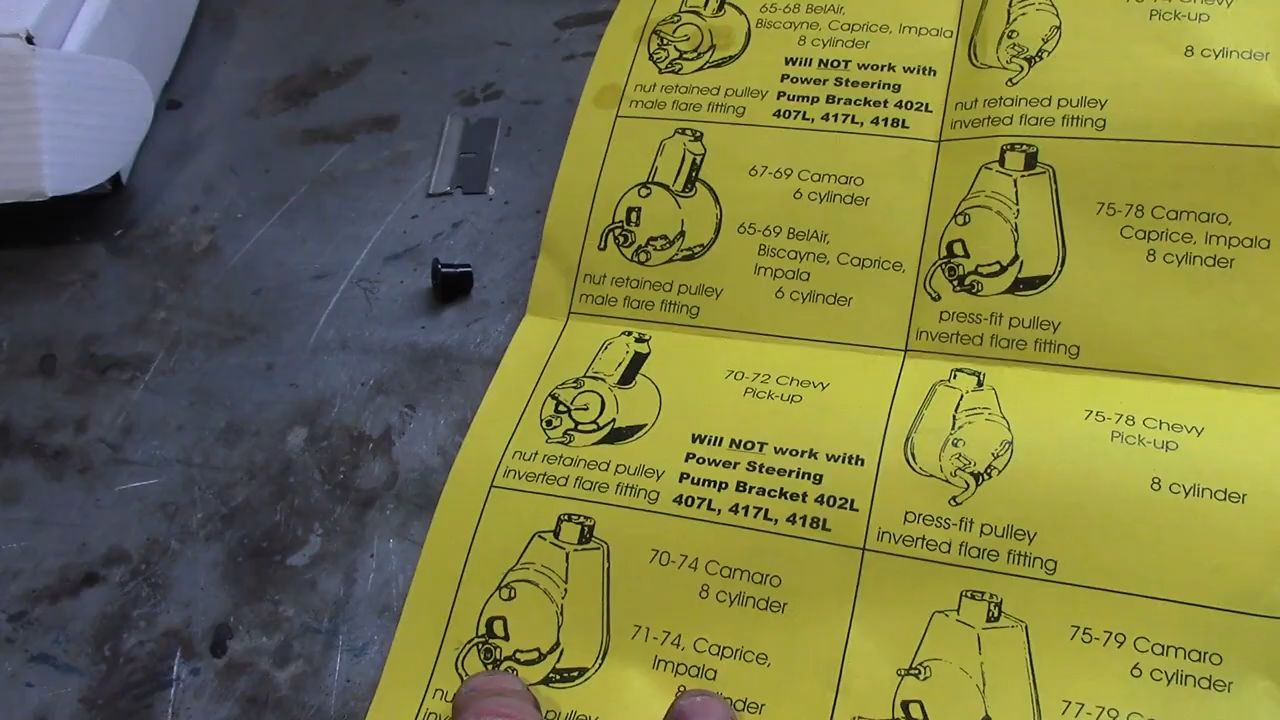 65-68 BelAir,
Biscayne, Caprice, Impala
8 cylinder
Will NOT work with
Power Steering
Pump Bracket 402L
407L, 417L, 418L
nut retained pulley
male flare fitting
Chevy
Pick-up
8 cylinder
nut retained pulley
inverted flare fitting
67-69 Camaro
6 cylinder
65-69 BelAir,
Biscayne, Caprice,
Impala
6 cylinder
nut retained pulley
male flare fitting
75-78 Camaro,
Caprice, Impala
8 cylinder
press-fit pulley
inverted flare fitting
70-72 Chevy
Pick-up
Will NOT work with
Power Steering
Pump Bracket 402L
407L, 417L, 418L
nut retained pulley
inverted flare fitting
75-78 Chevy
Pick-up
8 cylinder
press-fit pulley
inverted flare fitting
70-74 Camaro
8 cylinder
71-74, Caprice,
Impala
pulley
75-79 Camaro
6 cylinder
77-79